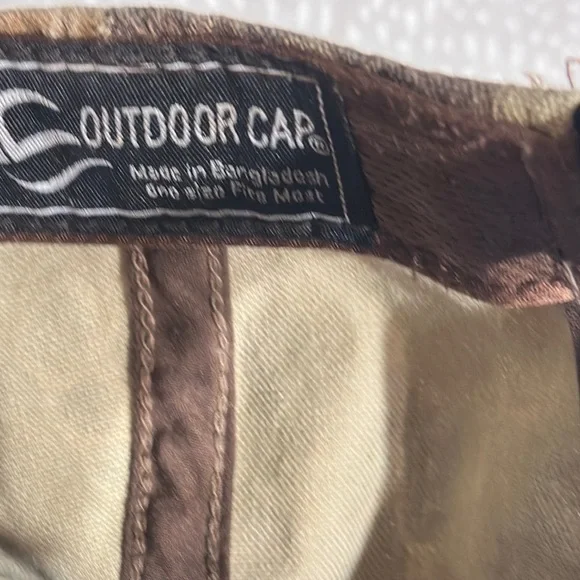 OUTDOOR CAP®
Made in Bangladesh
One size Fits Most